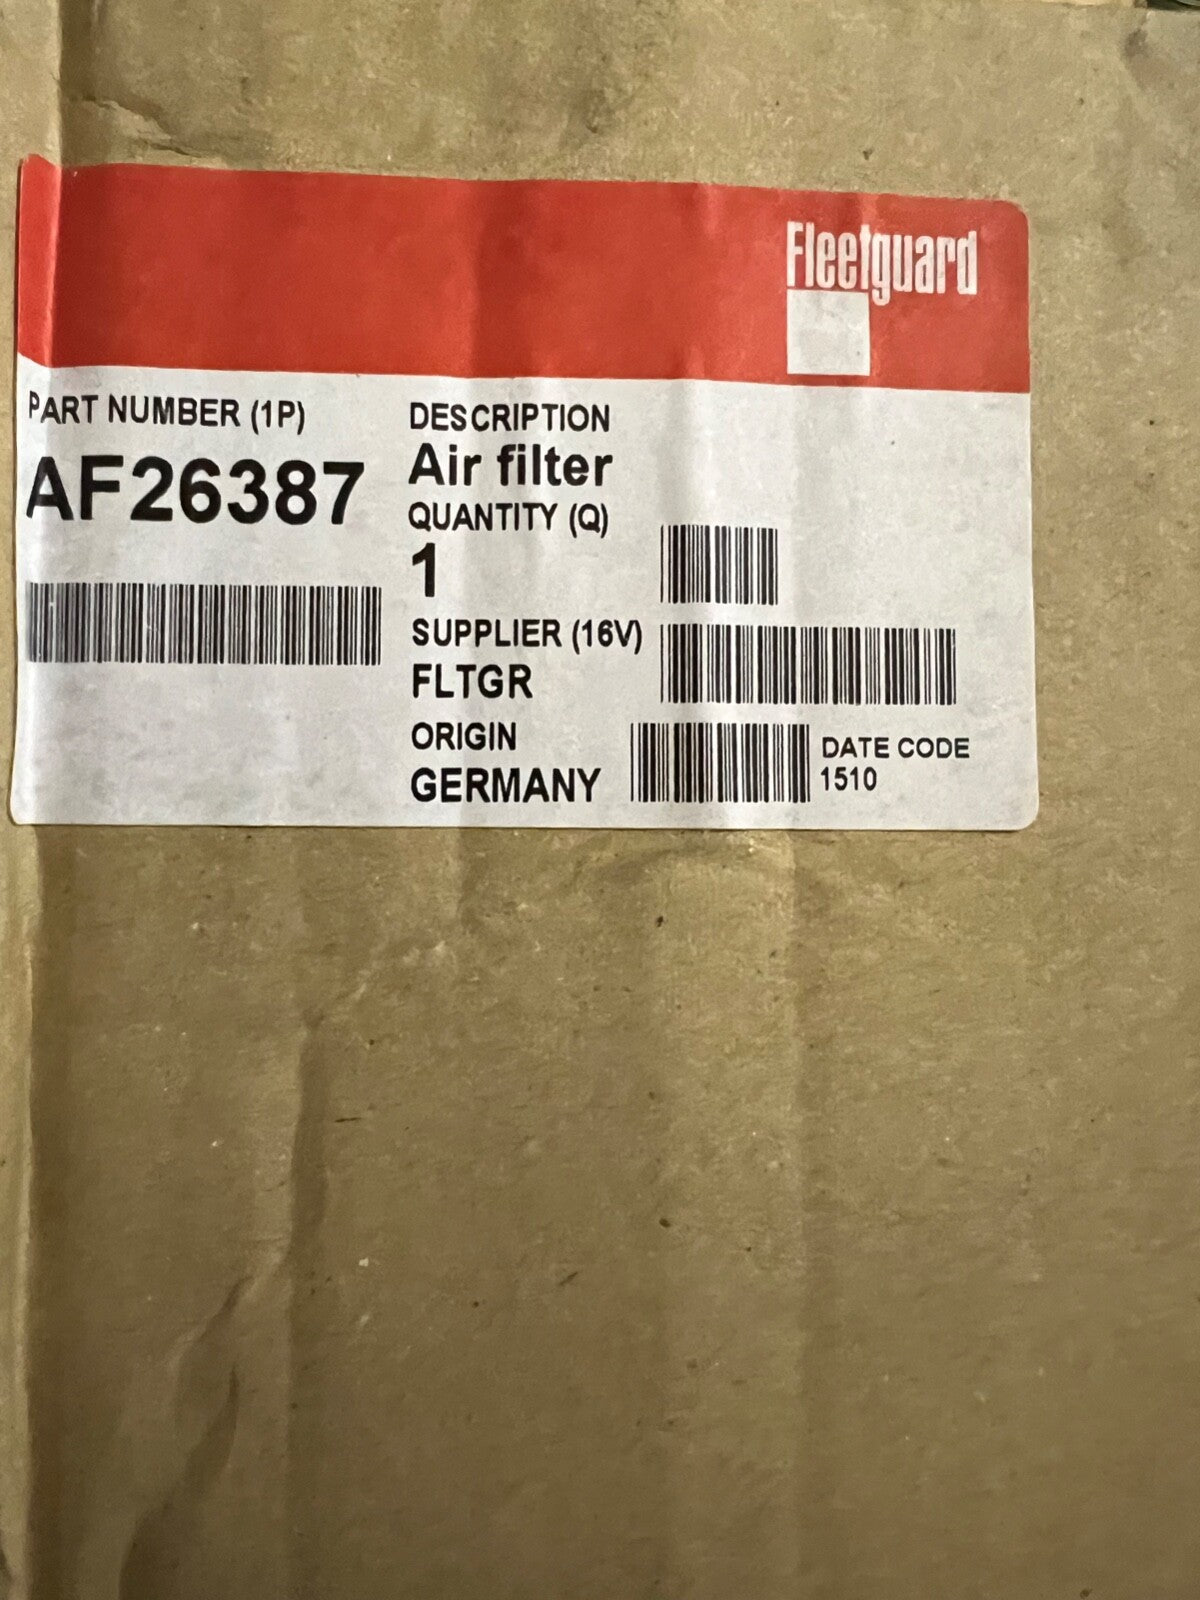 Fleetguard
PART NUMBER (1P)
AF26387
DESCRIPTION
Air filter
QUANTITY (Q)
1
SUPPLIER (16V)
FLTGR
ORIGIN
GERMANY
DATE CODE
1510